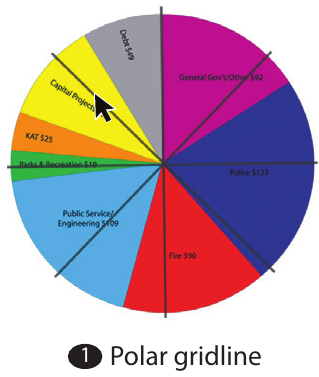 Debt $49
General Gov't/Other $92
Capital Projects
KAT $25
Parks & Recreation $19
Police $131
Public Service/
Engineering $109
Fire $90
1 Polar gridline